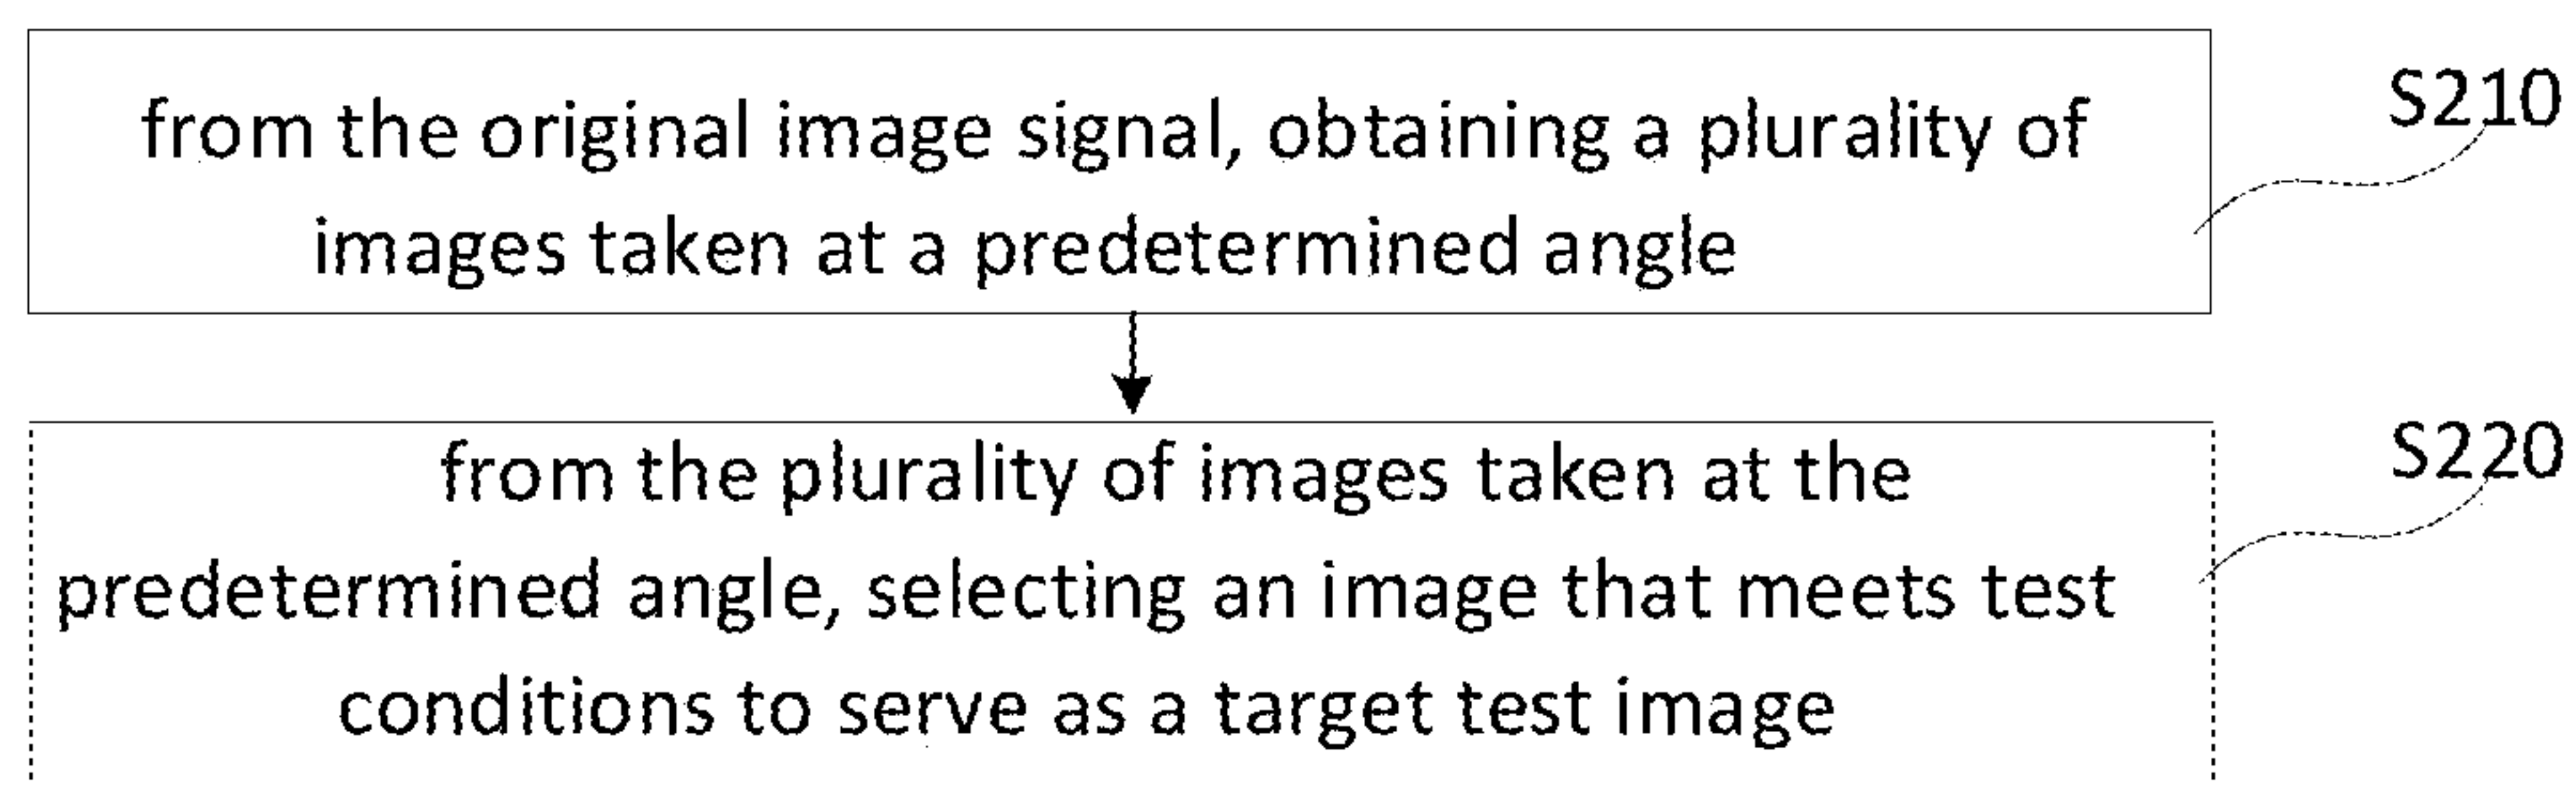 from the original image signal, obtaining a plurality of
images taken at a predetermined angle
S210
from the plurality of images taken at the
predetermined angle, selecting an image that meets test
conditions to serve as a target test image
S220